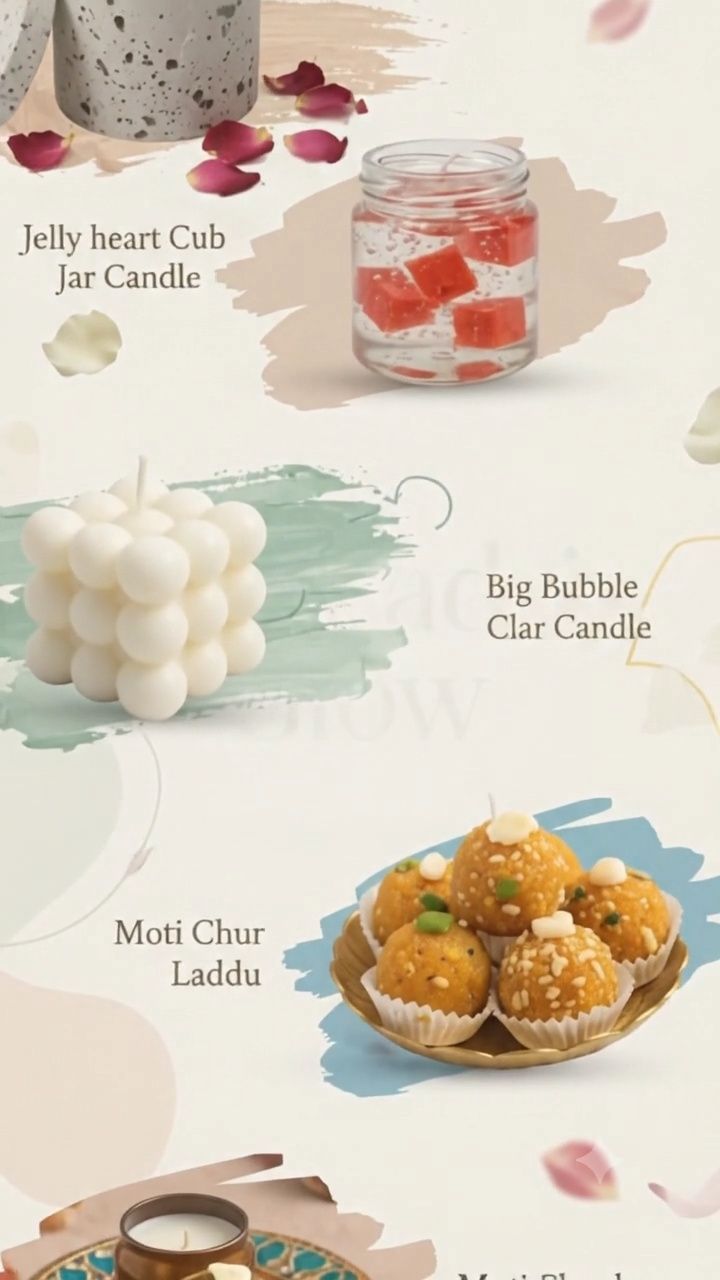 Jelly heart Cub
Jar Candle
Big Bubble
Clar Candle
Moti Chur
Laddu